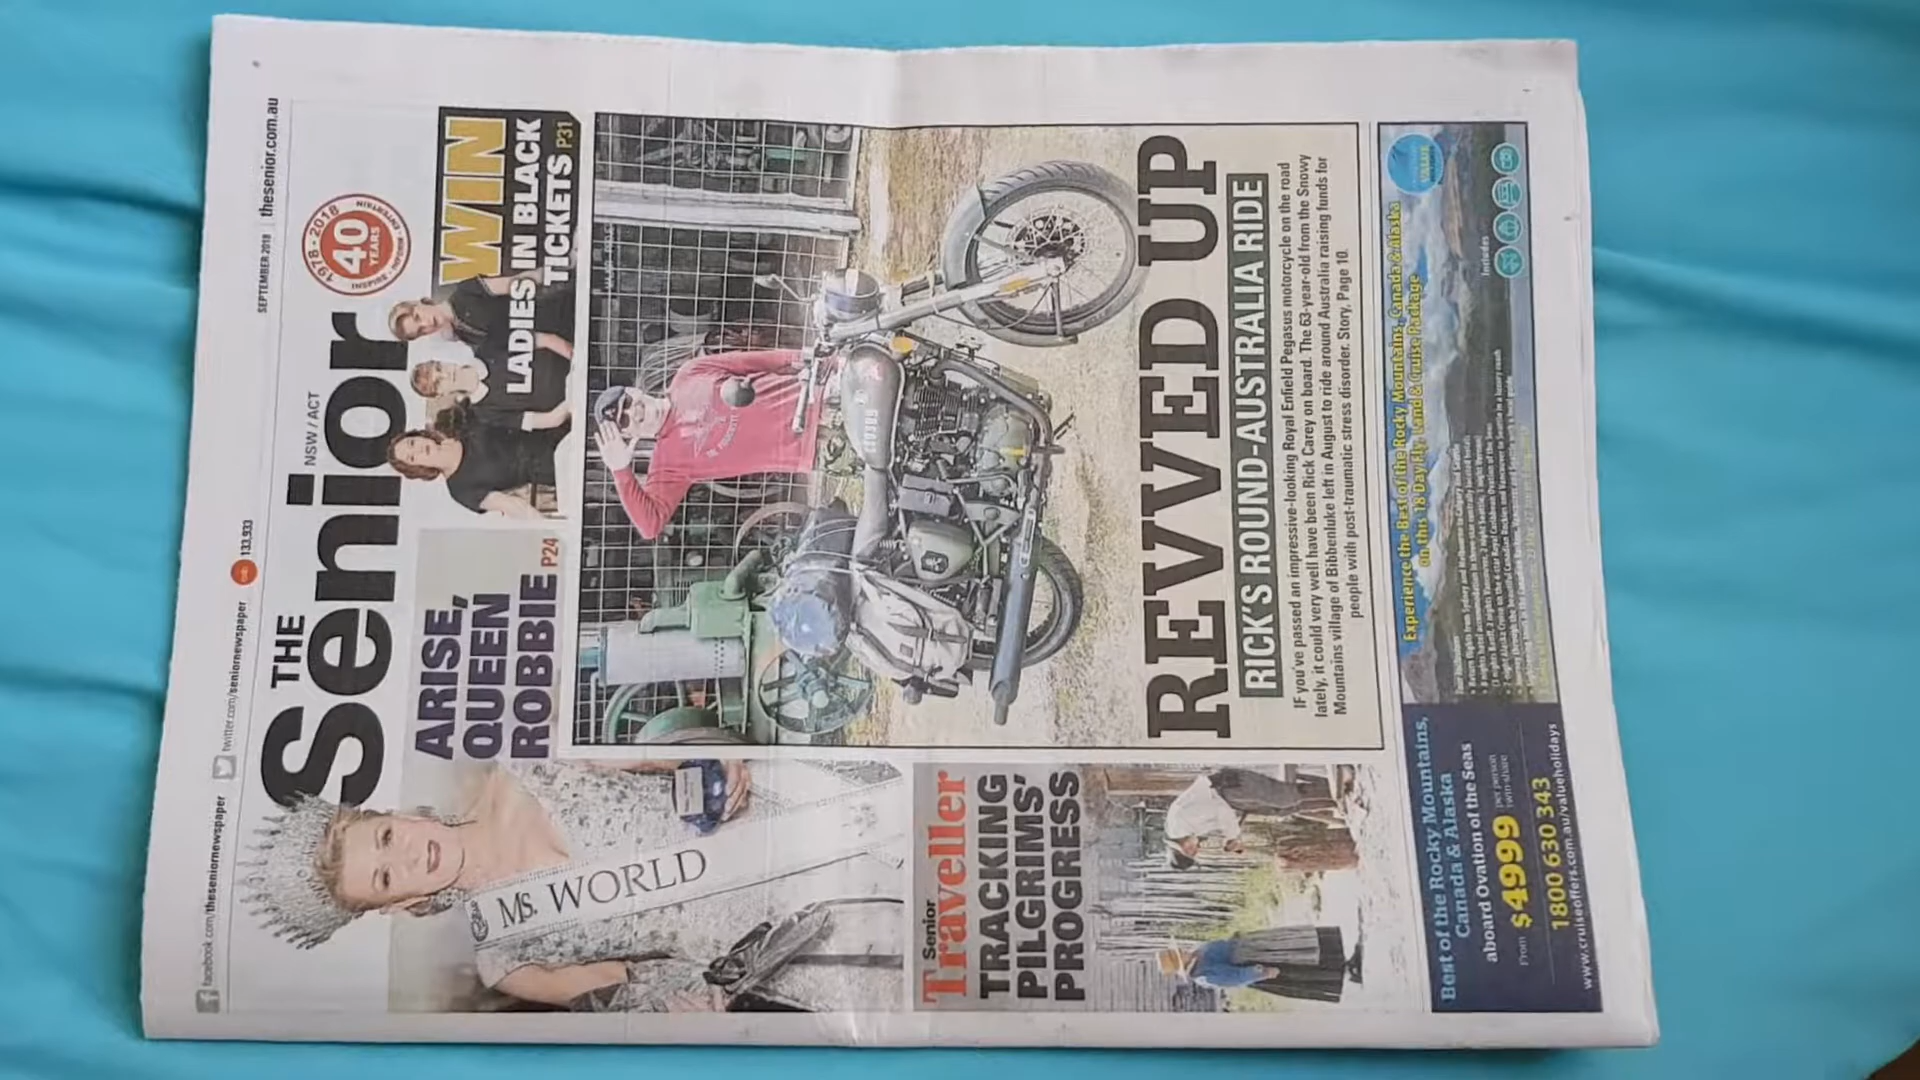 facebook.com/theseniornewspaper
twitter.com/seniornewspaper
133,933
SEPTEMBER 2018
thesenior.com.au
THE
Senior
NSW / ACT
1978 - 2018
40
YEARS
INSPIRE · INFORM · ENTERTAIN
ARISE,
QUEEN
ROBBIE P24
WIN
LADIES IN BLACK
TICKETS P31
Ms. WORLD
Senior
Traveller
TRACKING
PILGRIMS'
PROGRESS
REVVED UP
RICK'S ROUND-AUSTRALIA RIDE
IF you've passed an impressive-looking Royal Enfield Pegasus motorcycle on the road
lately, it could very well have been Rick Carey on board. The 63-year-old from the Snowy
Mountains village of Bibbenluke left in August to ride around Australia raising funds for
people with post-traumatic stress disorder. Story, Page 10.
Best of the Rocky Mountains,
Canada & Alaska
aboard Ovation of the Seas
From $4999 per person
twin share
1800 630 343
www.cruiseoffers.com.au/valueholidays
Experience the Best of the Rocky Mountains, Canada & Alaska
on this 18 Day Fly, Land & Cruise Package
Includes